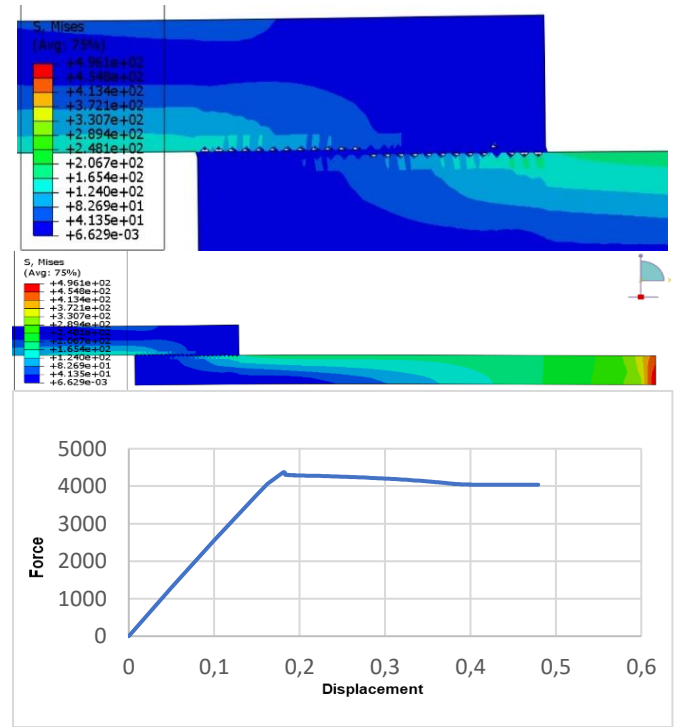 S, Mises
(Avg: 75%)
+4.961e+02
+4.548e+02
+4.134e+02
+3.721e+02
+3.307e+02
+2.894e+02
+2.481e+02
+2.067e+02
+1.654e+02
+1.240e+02
+8.269e+01
+4.135e+01
+6.629e-03
S, Mises
(Avg: 75%)
+4.961e+02
+4.548e+02
+4.134e+02
+3.721e+02
+3.307e+02
+2.894e+02
+2.481e+02
+2.067e+02
+1.654e+02
+1.240e+02
+8.269e+01
+4.135e+01
+6.629e-03
5000
4000
3000
2000
1000
0
Force
0 0,1 0,2 0,3 0,4 0,5 0,6
Displacement